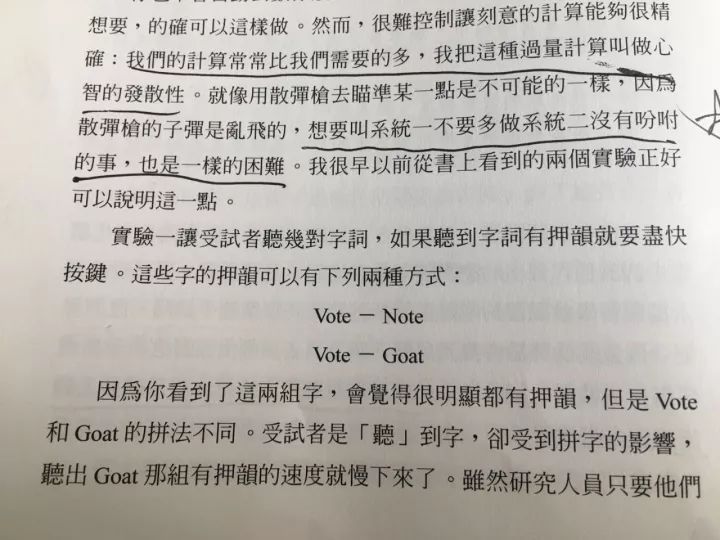 想要，的確可以這樣做。然而，很難控制讓刻意的計算能夠很精
確：我們的計算常常比我們需要的多，我把這種過量計算叫做心
智的發散性。就像用散彈槍去瞄準某一點是不可能的一樣，因爲
散彈槍的子彈是亂飛的，想要叫系統一不要多做系統二沒有吩咐
的事，也是一樣的困難。我很早以前從書上看到的兩個實驗正好
可以說明這一點。
實驗一讓受試者聽幾對字詞，如果聽到字詞有押韻就要盡快
按鍵。這些字的押韻可以有下列兩種方式：
Vote － Note
Vote － Goat
因爲你看到了這兩組字，會覺得很明顯都有押韻，但是 Vote
和 Goat 的拼法不同。受試者是「聽」到字，卻受到拼字的影響，
聽出 Goat 那組有押韻的速度就慢下來了。雖然研究人員只要他們